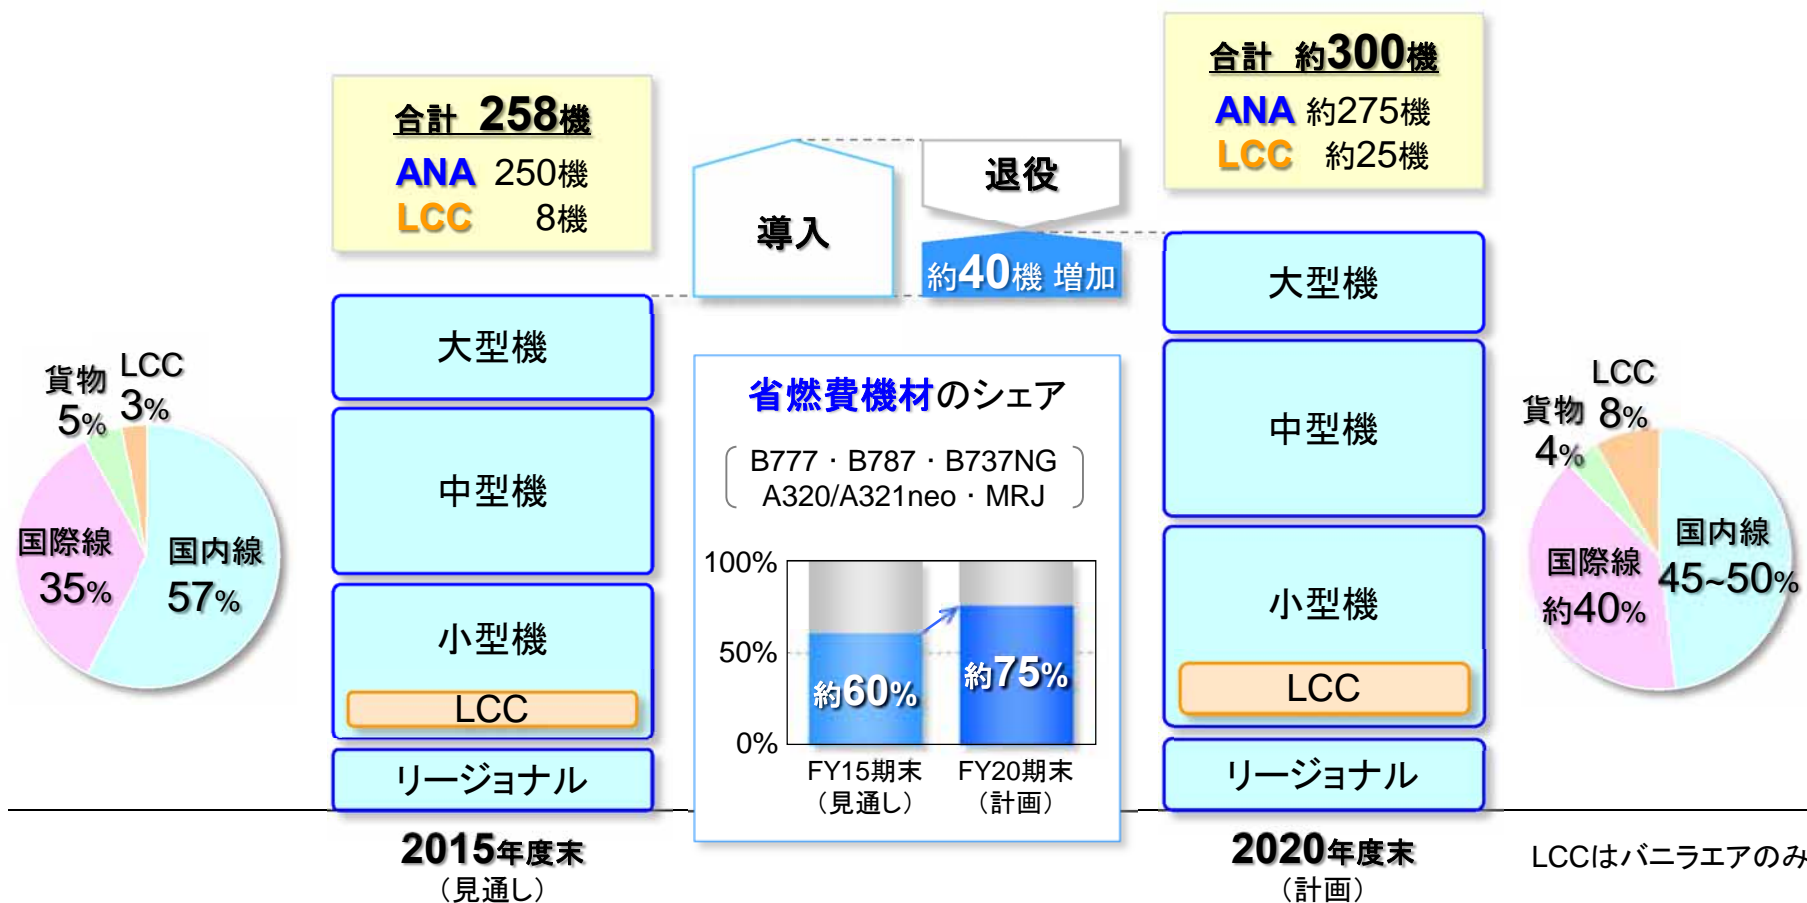 合計 258機
ANA 250機
LCC 8機
導入
退役
約40機 増加
合計 約300機
ANA 約275機
LCC 約25機
貨物
5%
LCC
3%
国際線
35%
国内線
57%
大型機
中型機
小型機
LCC
リージョナル
2015年度末
（見通し）
省燃費機材のシェア
B777・B787・B737NG
A320/A321neo・MRJ
100%
50%
0%
約60%
約75%
FY15期末
（見通し）
FY20期末
（計画）
大型機
中型機
小型機
LCC
リージョナル
2020年度末
（計画）
LCC
8%
貨物
4%
国際線
約40%
国内線
45~50%
LCCはバニラエアのみ